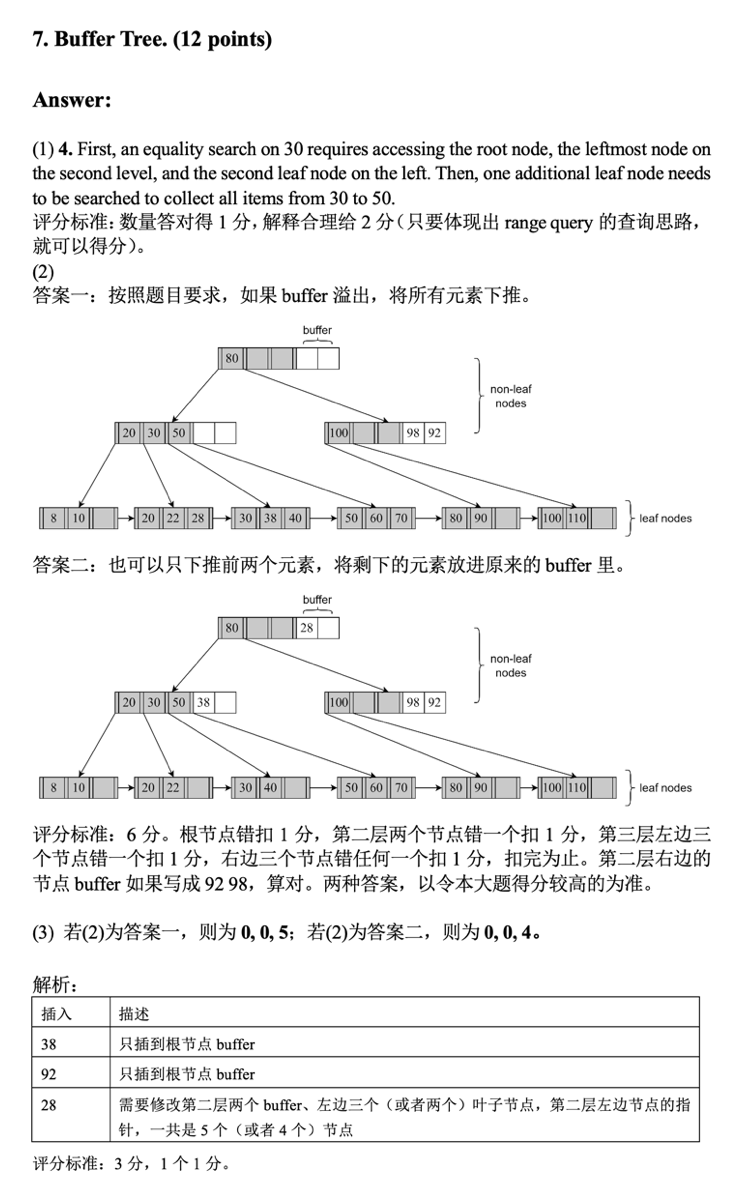 7. Buffer Tree. (12 points)
Answer:
(1) 4. First, an equality search on 30 requires accessing the root node, the leftmost node on
the second level, and the second leaf node on the left. Then, one additional leaf node needs
to be searched to collect all items from 30 to 50.
评分标准：数量答对得 1 分，解释合理给 2 分（只要体现出 range query 的查询思路，
就可以得分）。
(2)
答案一：按照题目要求，如果 buffer 溢出，将所有元素下推。
buffer
80
non-leaf
nodes
20 30 50
100 98 92
8 10 20 22 28 30 38 40 50 60 70 80 90 100 110 leaf nodes
答案二：也可以只下推前两个元素，将剩下的元素放进原来的 buffer 里。
buffer
80 28
non-leaf
nodes
20 30 50 38
100 98 92
8 10 20 22 30 40 50 60 70 80 90 100 110 leaf nodes
评分标准：6 分。根节点错扣 1 分，第二层两个节点错一个扣 1 分，第三层左边三
个节点错一个扣 1 分，右边三个节点错任何一个扣 1 分，扣完为止。第二层右边的
节点 buffer 如果写成 92 98，算对。两种答案，以令本大题得分较高的为准。
(3) 若(2)为答案一，则为 0, 0, 5；若(2)为答案二，则为 0, 0, 4。
解析：
插入 描述
38 只插到根节点 buffer
92 只插到根节点 buffer
28 需要修改第二层两个 buffer、左边三个（或者两个）叶子节点，第二层左边节点的指
针，一共是 5 个（或者 4 个）节点
评分标准：3 分，1 个 1 分。